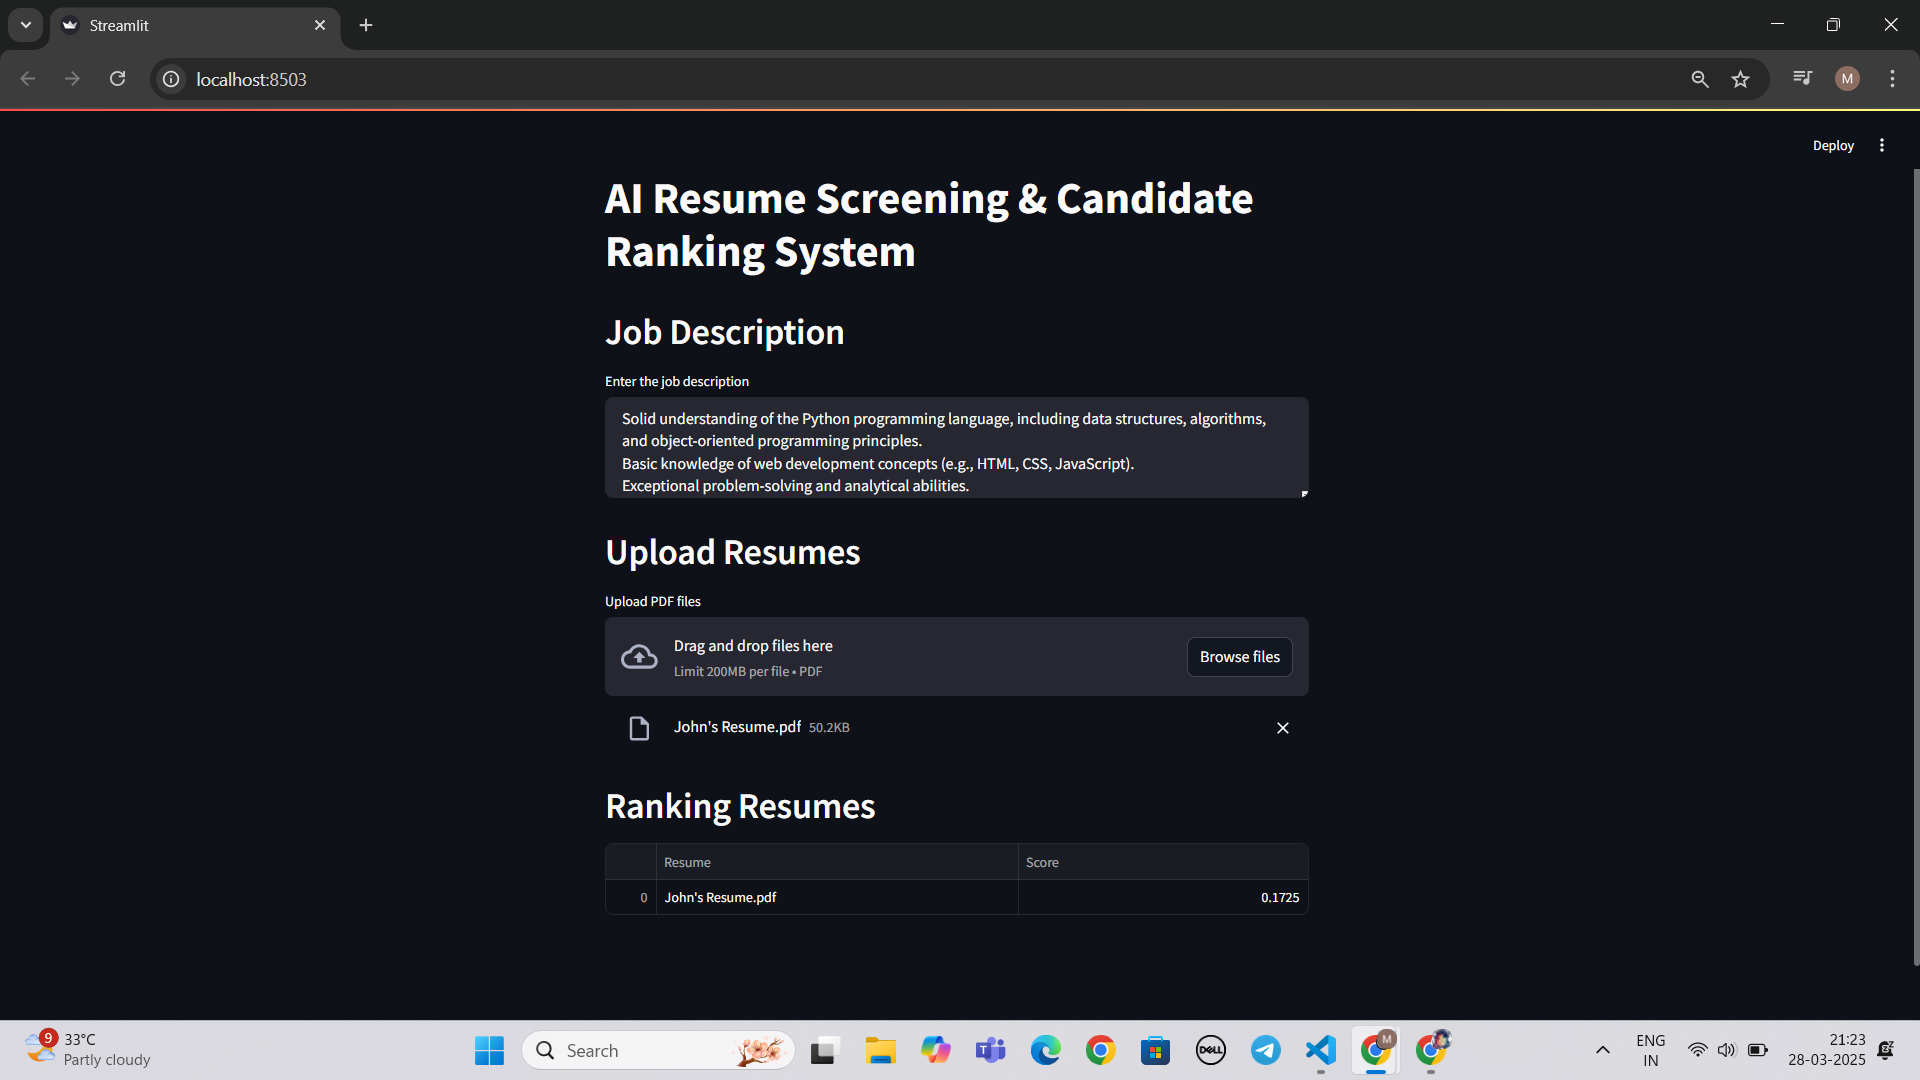 Streamlit
localhost:8503
M
Deploy
AI Resume Screening & Candidate
Ranking System
Job Description
Enter the job description
Solid understanding of the Python programming language, including data structures, algorithms,
and object-oriented programming principles.
Basic knowledge of web development concepts (e.g., HTML, CSS, JavaScript).
Exceptional problem-solving and analytical abilities.
Upload Resumes
Upload PDF files
Drag and drop files here
Limit 200MB per file • PDF
Browse files
John's Resume.pdf 50.2KB
Ranking Resumes
Resume Score
0 John's Resume.pdf 0.1725
9
33°C
Partly cloudy
Search
T
DELL
M
ENG
IN
21:23
28-03-2025